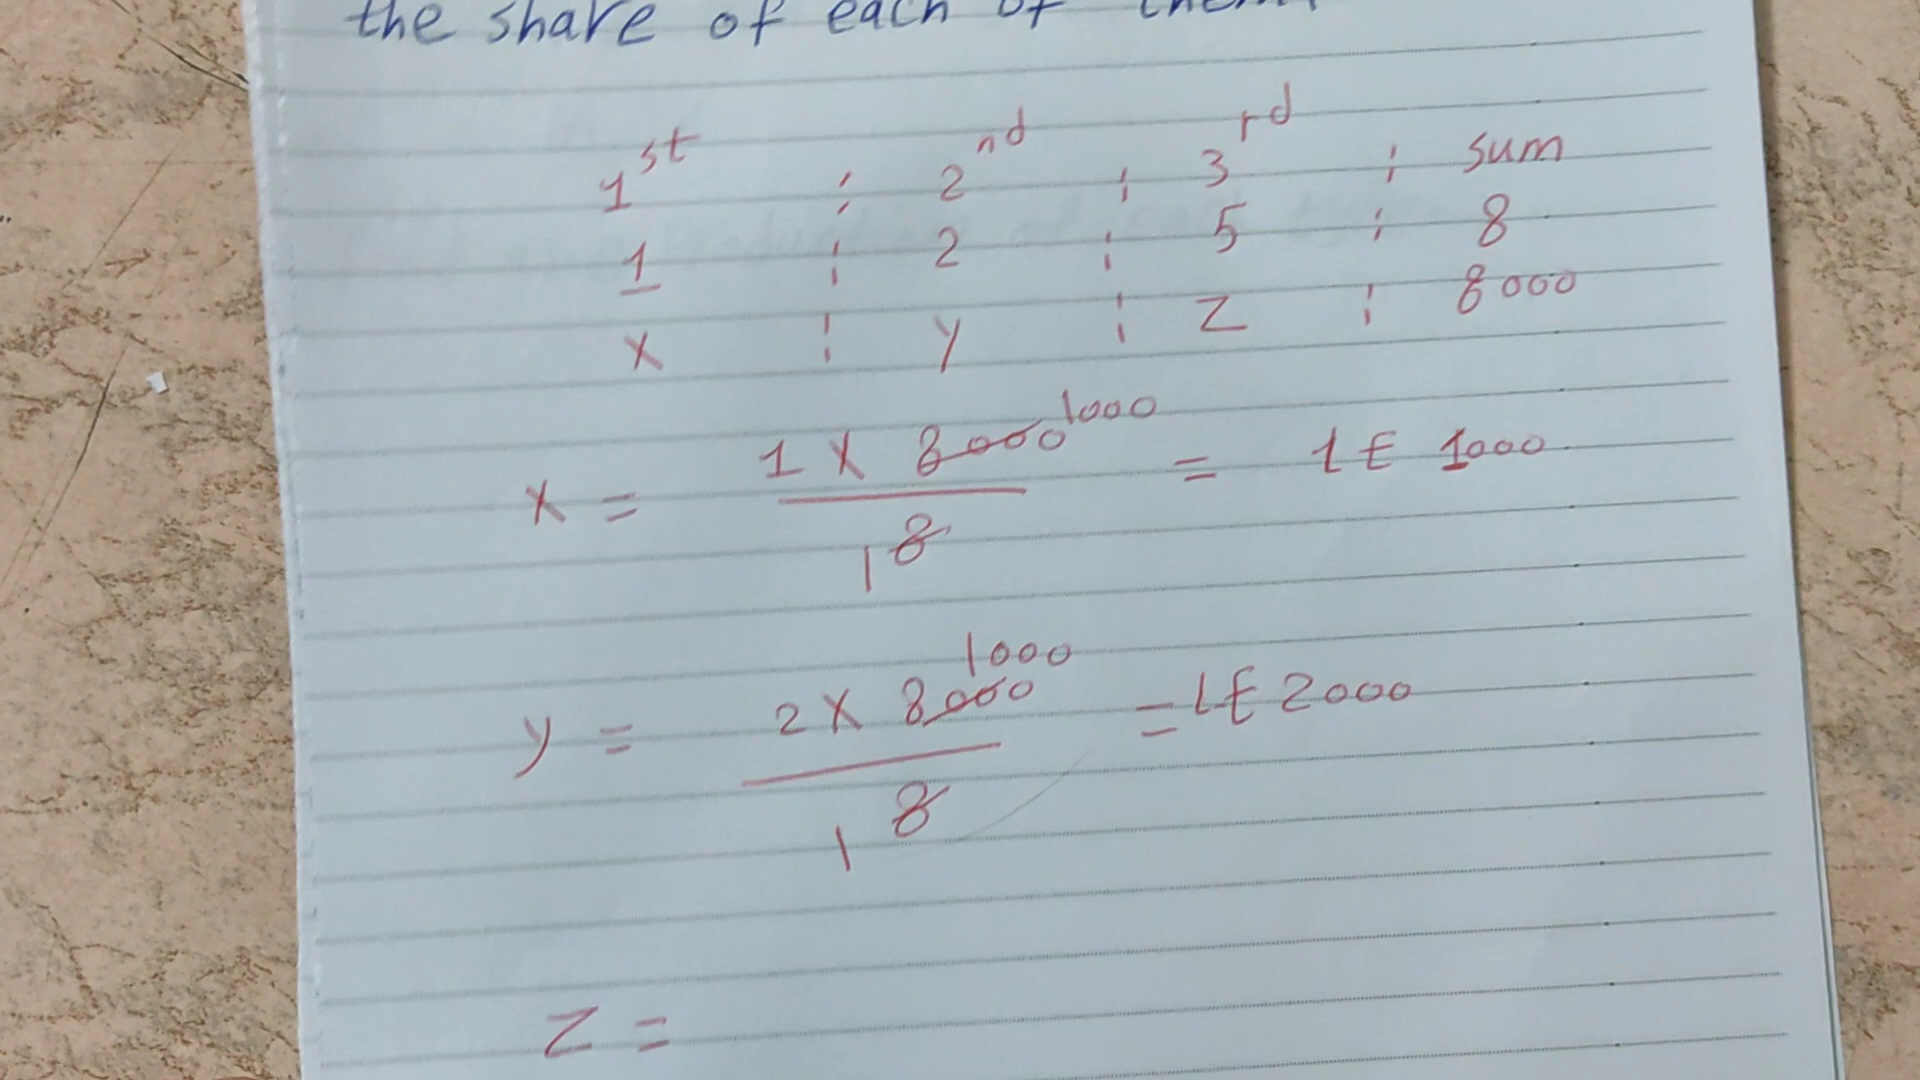 the share of each of them.
1st : 2nd : 3rd : sum
1 : 2 : 5 : 8
x : y : z : 8000
1000
x = 1 x 8000 / 8 = LE 1000
1
1000
y = 2 x 8000 / 8 = LE 2000
1
z =